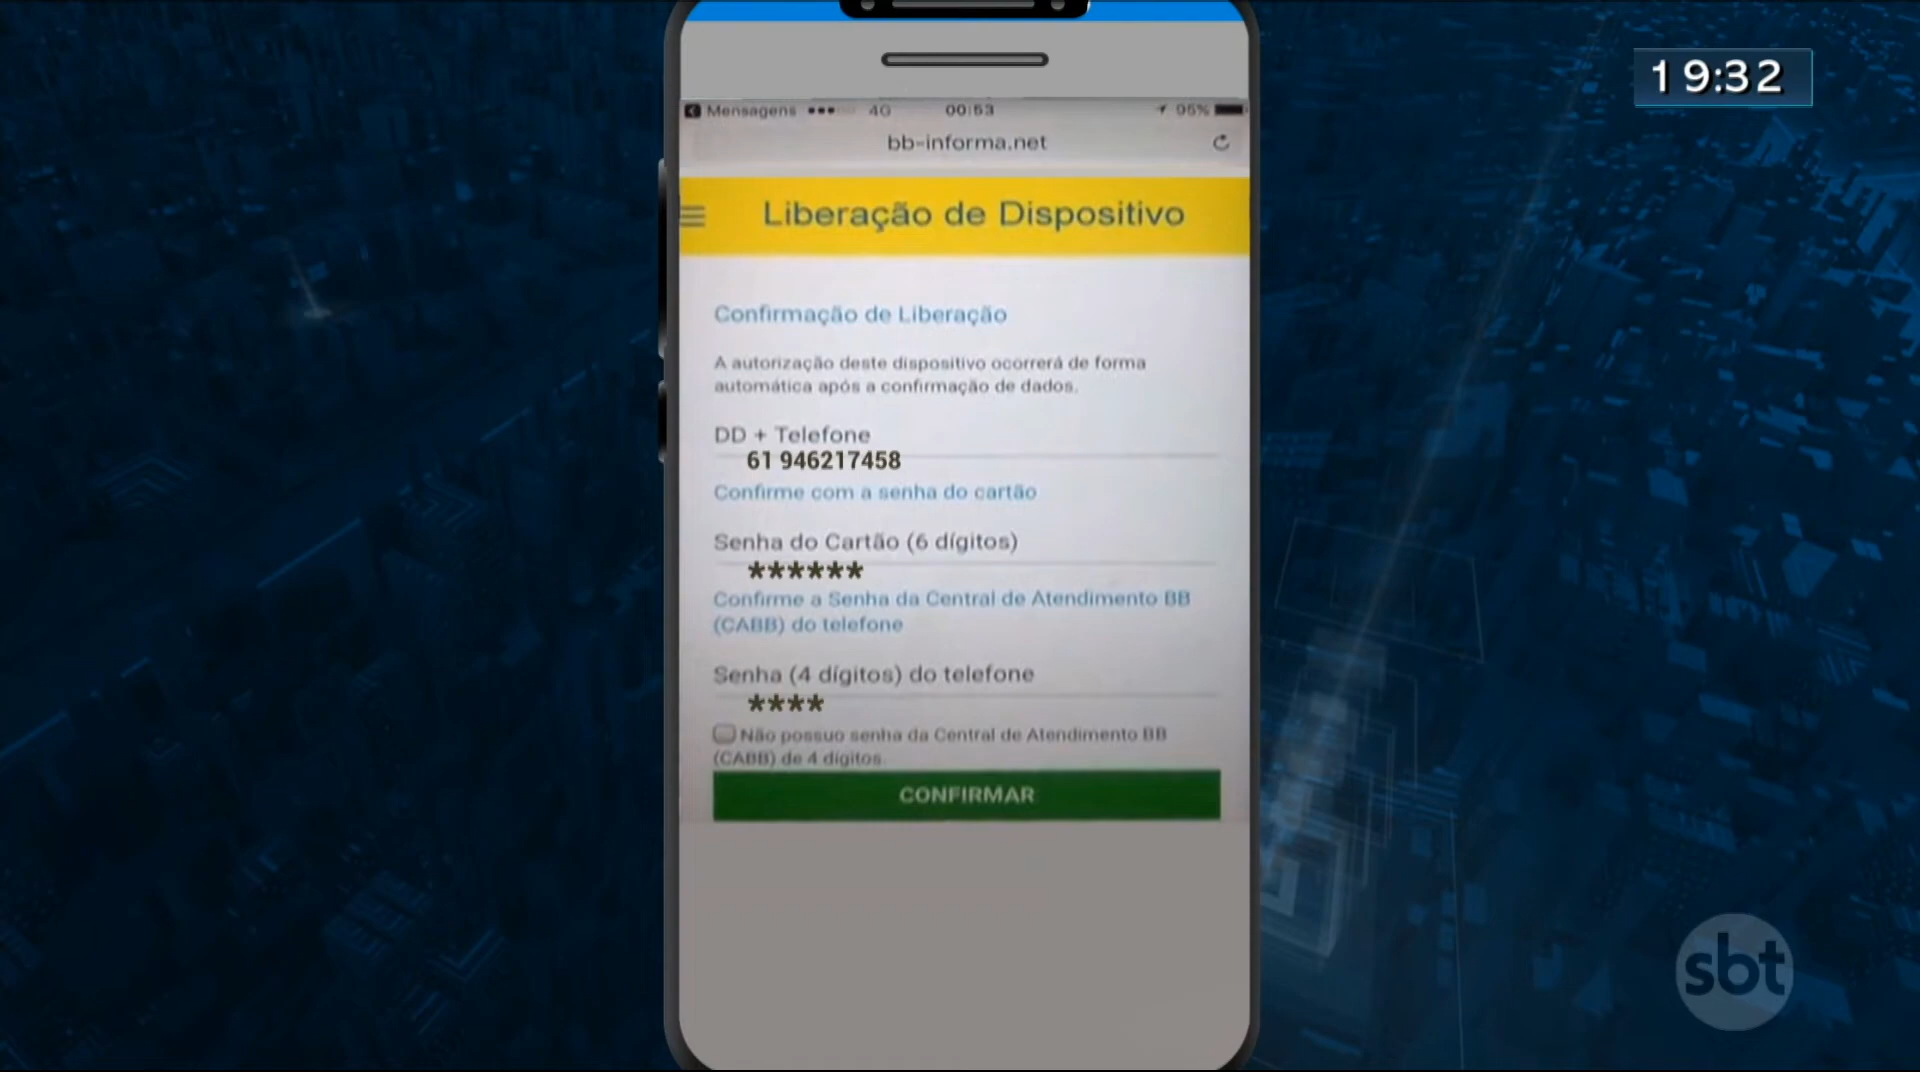 19:32
Mensagens 4G 00:53 95%
bb-informa.net
Liberação de Dispositivo
Confirmação de Liberação
A autorização deste dispositivo ocorrerá de forma
automática após a confirmação de dados.
DD + Telefone
61 946217458
Confirme com a senha do cartão
Senha do Cartão (6 dígitos)
******
Confirme a Senha da Central de Atendimento BB
(CABB) do telefone
Senha (4 dígitos) do telefone
****
Não possuo senha da Central de Atendimento BB
(CABB) de 4 dígitos.
CONFIRMAR
sbt